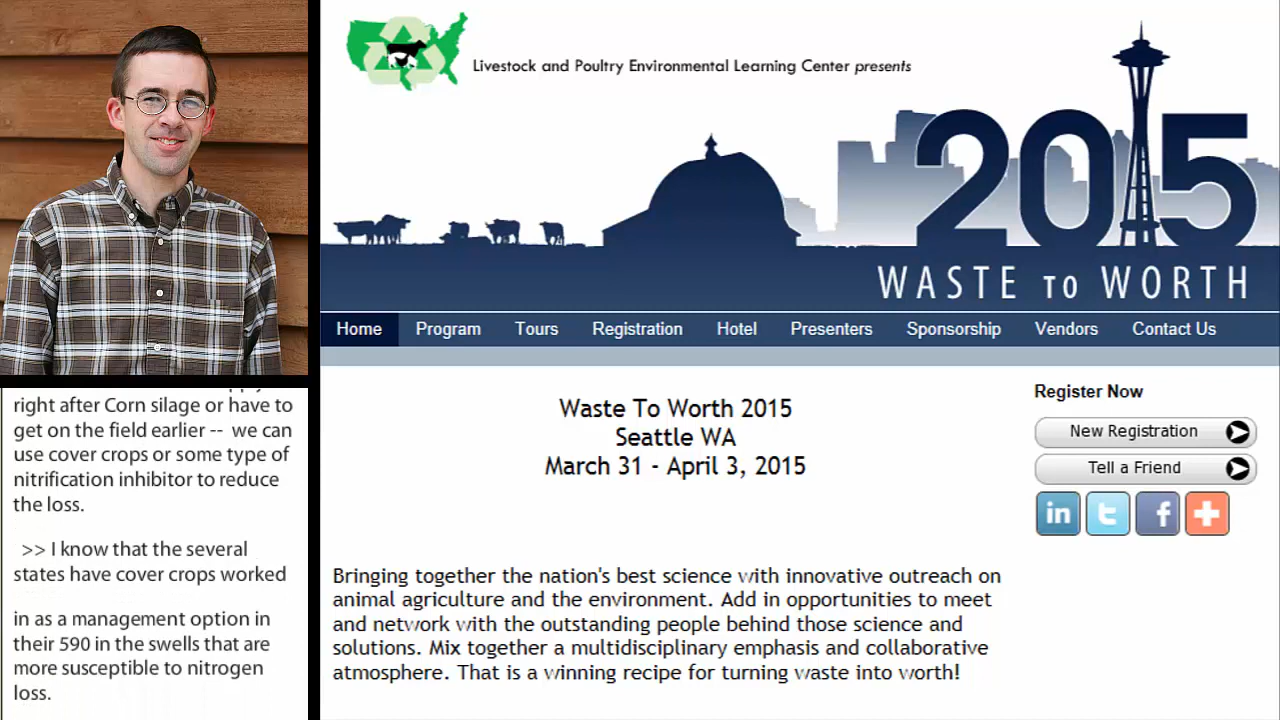 Livestock and Poultry Environmental Learning Center presents
2015
WASTE TO WORTH
Home Program Tours Registration Hotel Presenters Sponsorship Vendors Contact Us
Waste To Worth 2015
Seattle WA
March 31 - April 3, 2015
Register Now
New Registration
Tell a Friend
in t f
Bringing together the nation's best science with innovative outreach on
animal agriculture and the environment. Add in opportunities to meet
and network with the outstanding people behind those science and
solutions. Mix together a multidisciplinary emphasis and collaborative
atmosphere. That is a winning recipe for turning waste into worth!
right after Corn silage or have to
get on the field earlier -- we can
use cover crops or some type of
nitrification inhibitor to reduce
the loss.
>> I know that the several
states have cover crops worked
in as a management option in
their 590 in the swells that are
more susceptible to nitrogen
loss.